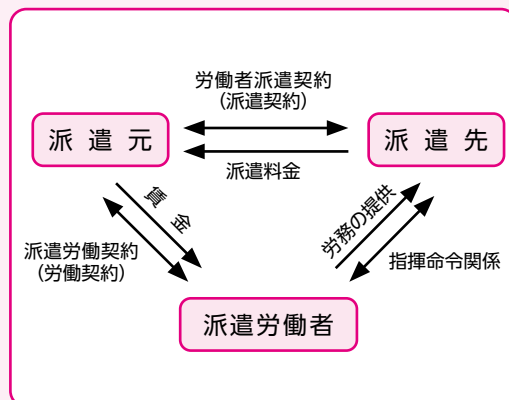 労働者派遣契約
(派遣契約)
派遣元
派遣先
派遣料金
賃金
労務の提供
派遣労働契約
(労働契約)
指揮命令関係
派遣労働者